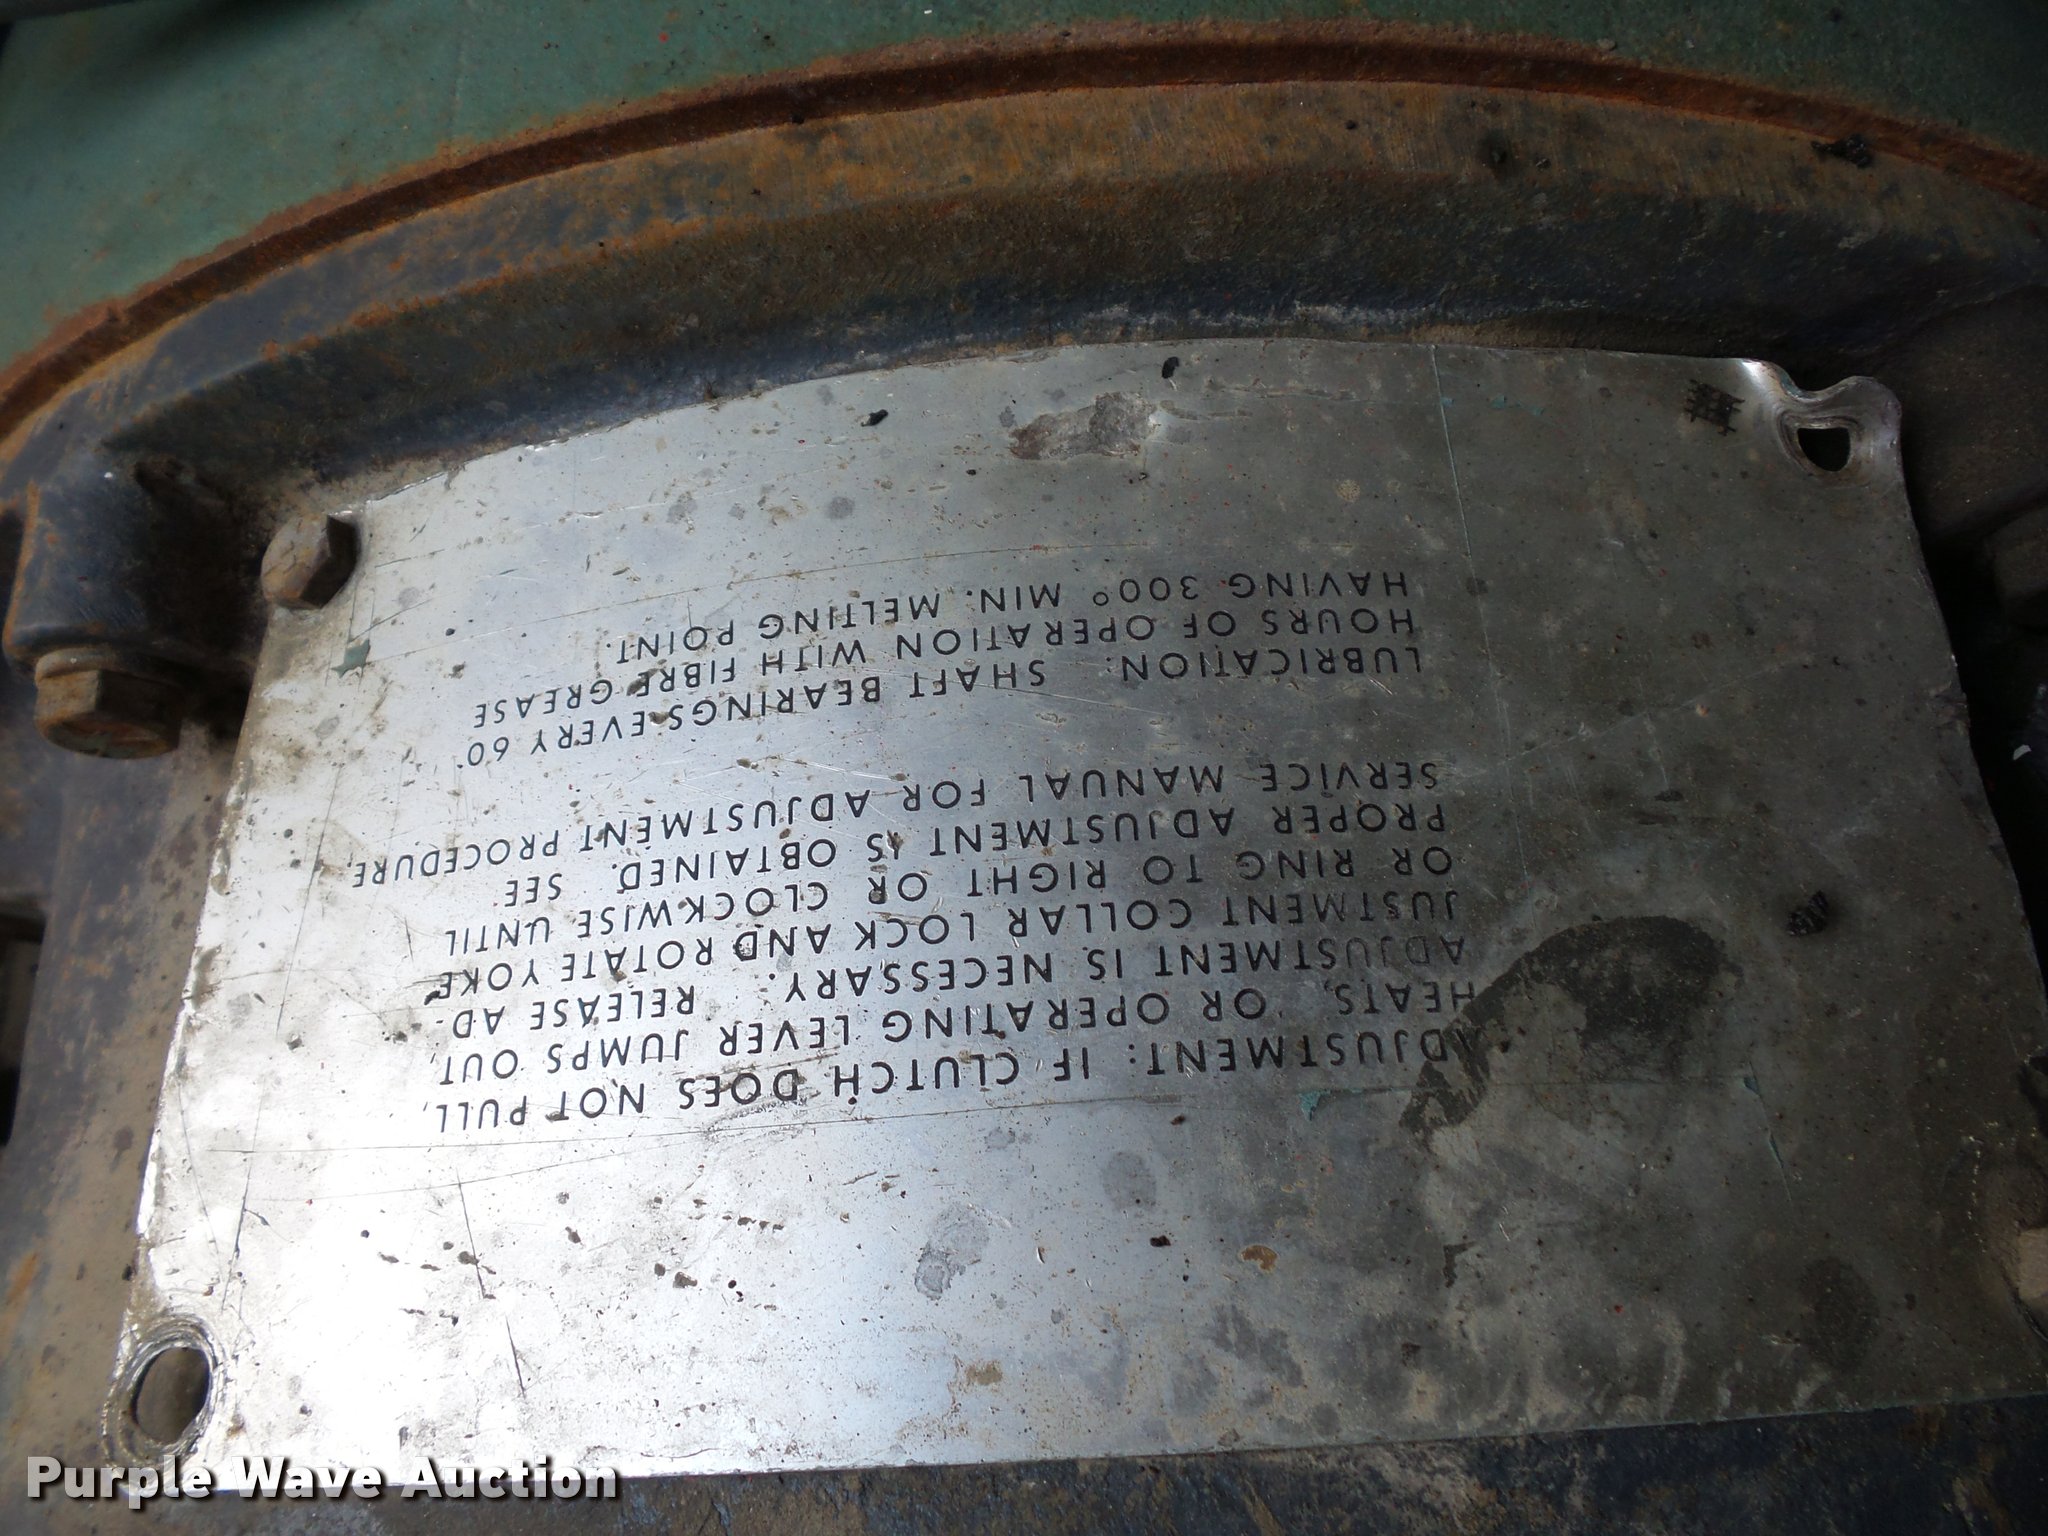 ADJUSTMENT: IF CLUTCH DOES NOT PULL,
HEATS, OR OPERATING LEVER JUMPS OUT,
ADJUSTMENT IS NECESSARY. RELEASE AD-
JUSTMENT COLLAR LOCK AND ROTATE YOKE
OR RING TO RIGHT OR CLOCKWISE UNTIL
PROPER ADJUSTMENT IS OBTAINED. SEE
SERVICE MANUAL FOR ADJUSTMENT PROCEDURE.
LUBRICATION: SHAFT BEARINGS EVERY 60
HOURS OF OPERATION WITH FIBRE GREASE
HAVING 300° MIN. MELTING POINT.
Purple Wave Auction